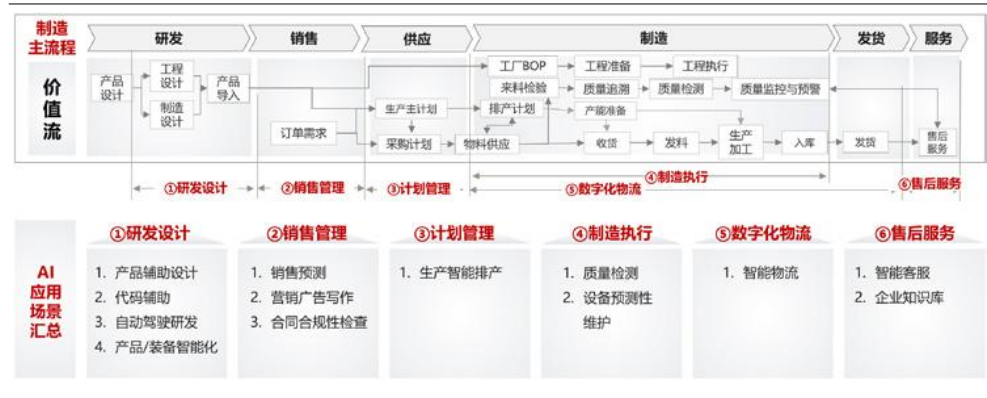 制造
主流程
研发
销售
供应
制造
发货
服务
价
值
流
产品
设计
工程
设计
制造
设计
产品
导入
订单需求
生产主计划
采购计划
工厂BOP
工程准备
工程执行
来料检验
质量追溯
质量检测
质量监控与预警
排产计划
产能准备
物料供应
收货
发料
生产
加工
入库
发货
售后
服务
①研发设计
②销售管理
③计划管理
④制造执行
⑤数字化物流
⑥售后服务
AI
应用
场景
汇总
①研发设计
1. 产品辅助设计
2. 代码辅助
3. 自动驾驶研发
4. 产品/装备智能化
②销售管理
1. 销售预测
2. 营销广告写作
3. 合同合规性检查
③计划管理
1. 生产智能排产
④制造执行
1. 质量检测
2. 设备预测性
维护
⑤数字化物流
1. 智能物流
⑥售后服务
1. 智能客服
2. 企业知识库